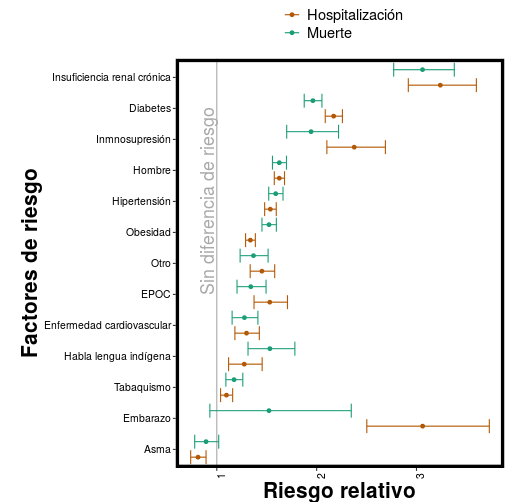 Hospitalización
Muerte
Insuficiencia renal crónica
Diabetes
Inmnosupresión
Hombre
Hipertensión
Obesidad
Otro
EPOC
Enfermedad cardiovascular
Habla lengua indígena
Tabaquismo
Embarazo
Asma
Factores de riesgo
Sin diferencia de riesgo
1
2
3
Riesgo relativo